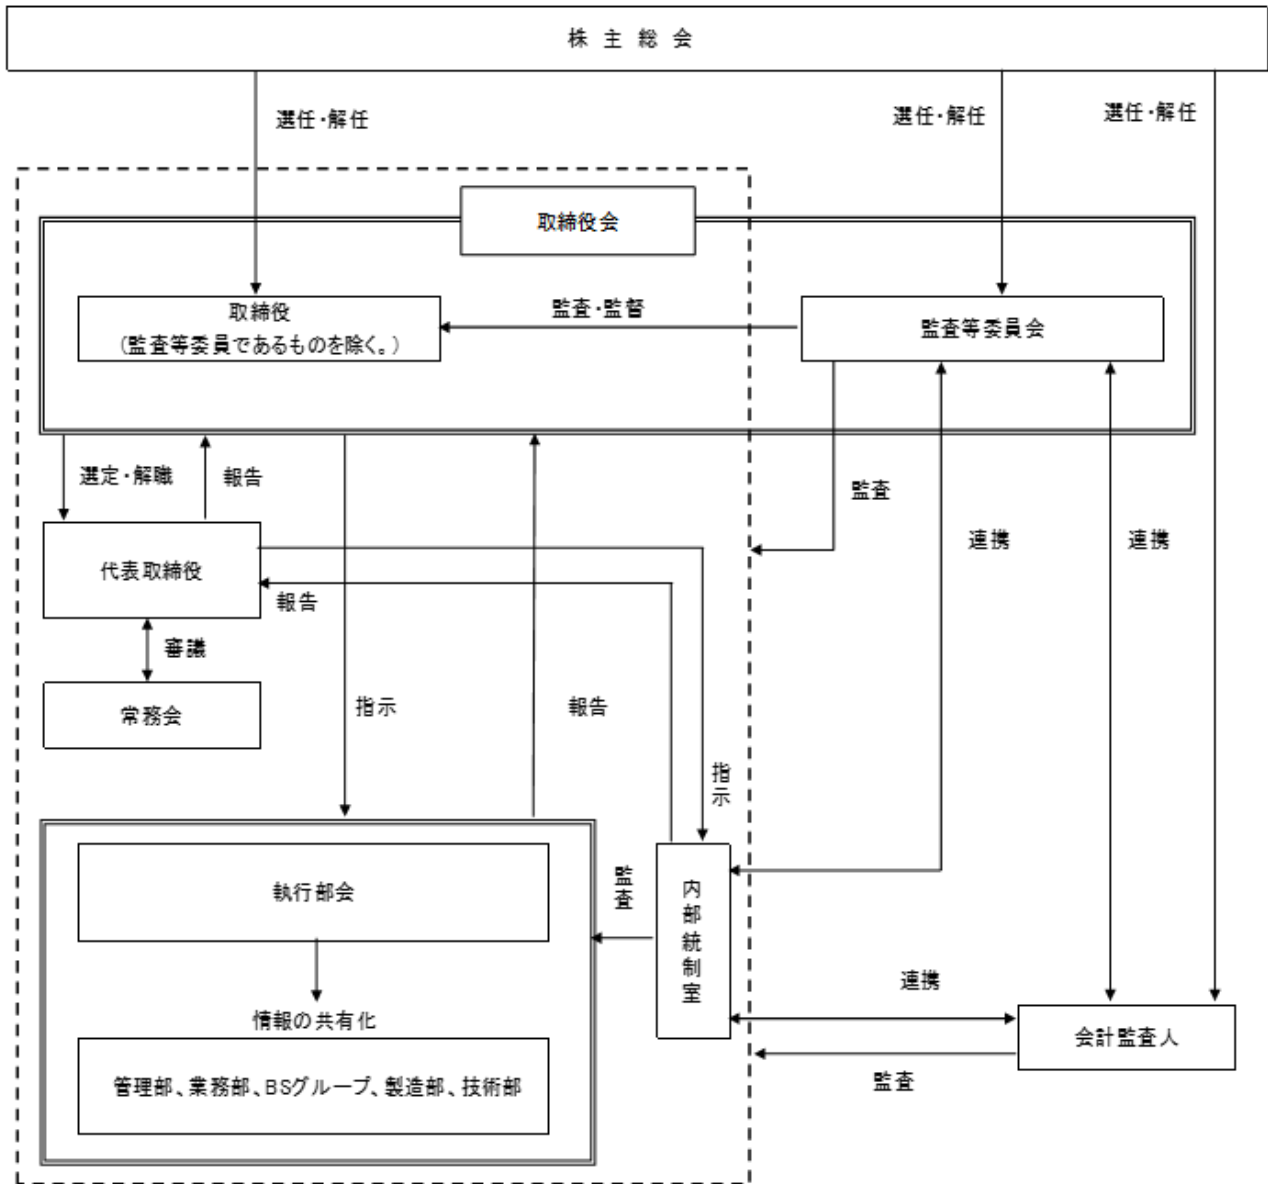 株 主 総 会
選任・解任
選任・解任
選任・解任
取締役会
取締役
(監査等委員であるものを除く。)
監査・監督
監査等委員会
選定・解職
報告
監査
連携
連携
代表取締役
報告
審議
常務会
指示
報告
指示
執行部会
監査
内部統制室
情報の共有化
連携
会計監査人
監査
管理部、業務部、BSグループ、製造部、技術部